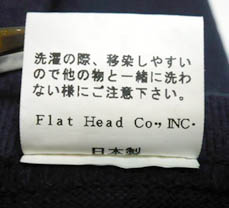 洗濯の際、移染しやすい
ので他の物と一緒に洗わ
ない様にご注意下さい。
Flat Head Co., INC.
日本製